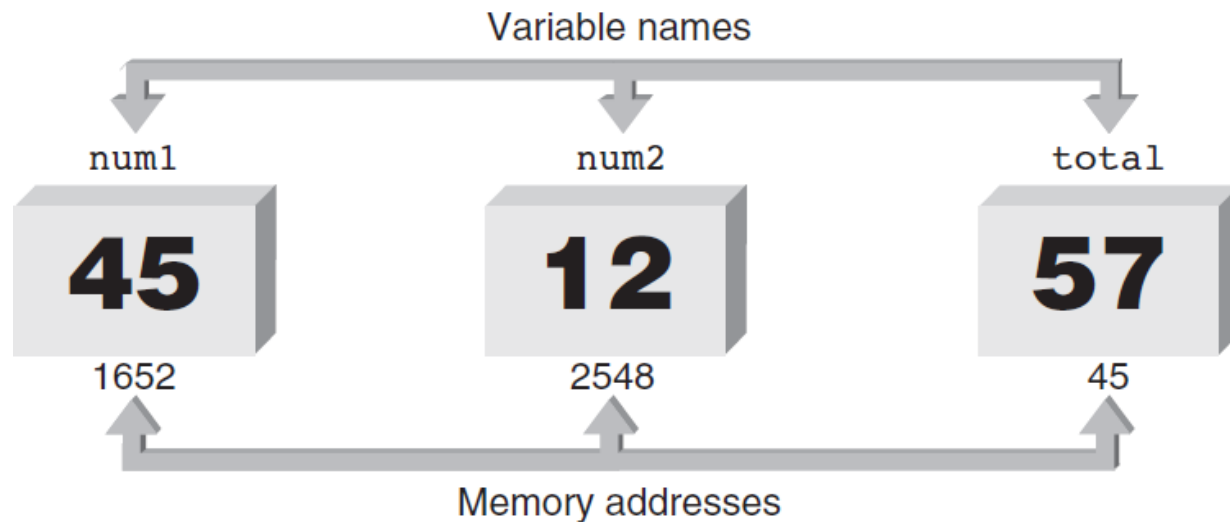 Variable names
num1 num2 total
45 12 57
1652 2548 45
Memory addresses